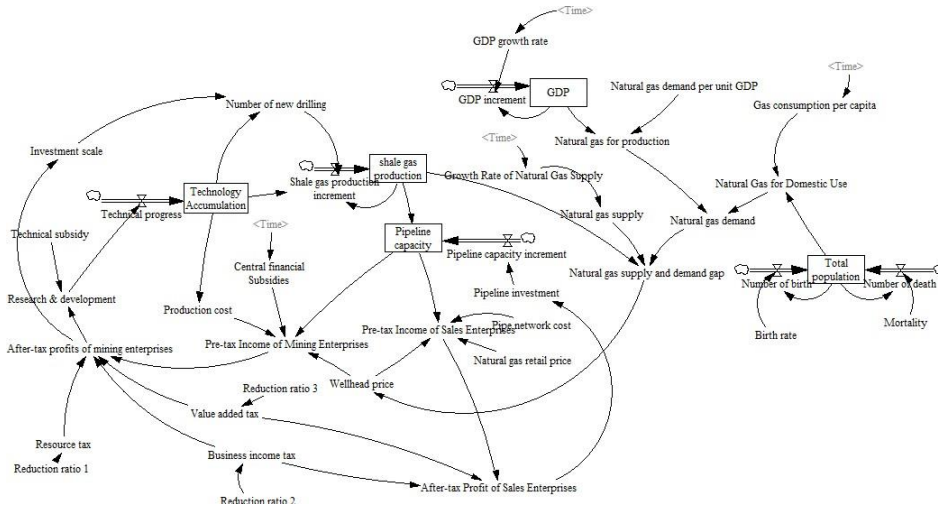 <Time>
GDP growth rate
<Time>
GDP increment
GDP
Natural gas demand per unit GDP
Gas consumption per capita
Number of new drilling
<Time>
Natural gas for production
Investment scale
shale gas
production
Shale gas production
increment
Growth Rate of Natural Gas Supply
Technology
Accumulation
Technical progress
Natural Gas for Domestic Use
Natural gas supply
Natural gas demand
Technical subsidy
<Time>
Pipeline
capacity
Pipeline capacity increment
Central financial
Subsidies
Natural gas supply and demand gap
Total
population
Number of birth
Number of death
Research & development
Production cost
Pipeline investment
Pre-tax Income of Sales Enterprises
Pipe network cost
Birth rate
Mortality
After-tax profits of mining enterprises
Pre-tax Income of Mining Enterprises
Natural gas retail price
Wellhead price
Reduction ratio 3
Value added tax
Resource tax
Reduction ratio 1
Business income tax
After-tax Profit of Sales Enterprises
Reduction ratio 2